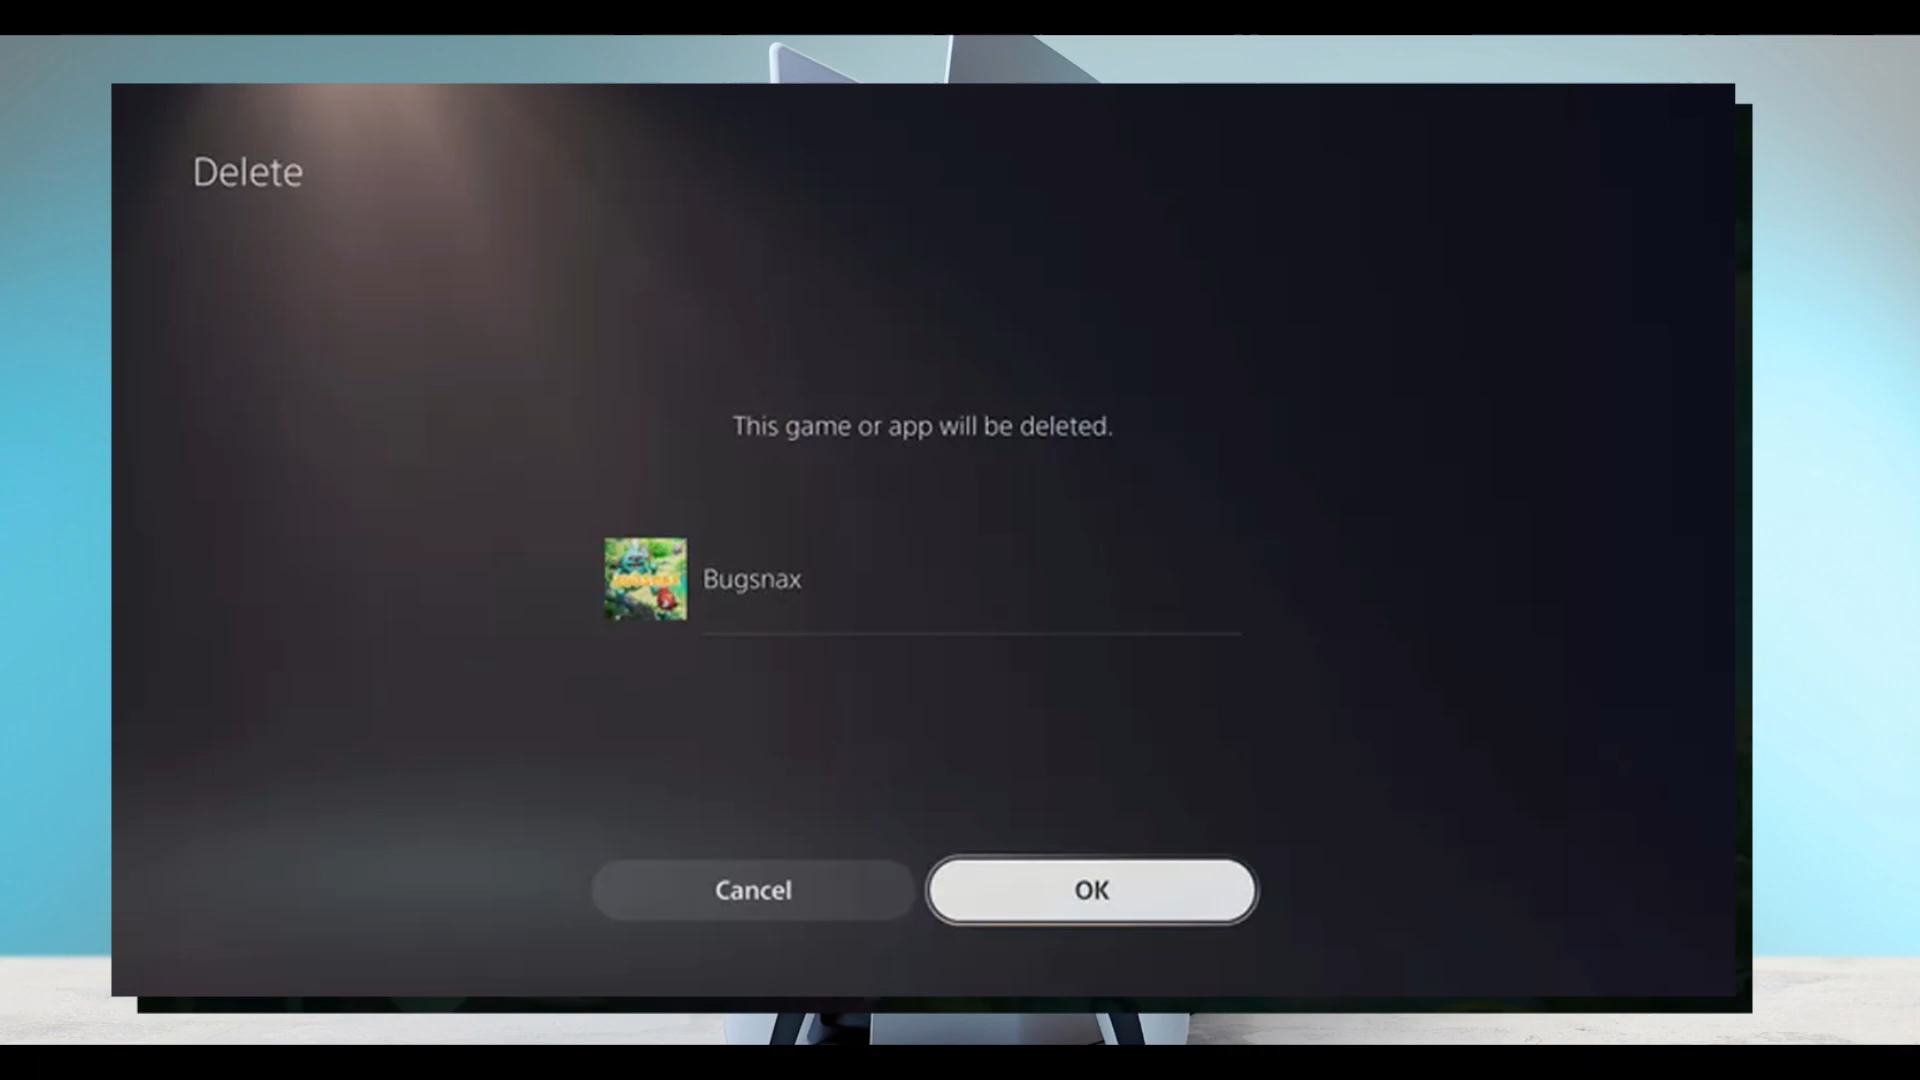 Delete
This game or app will be deleted.
Bugsnax
Cancel
OK